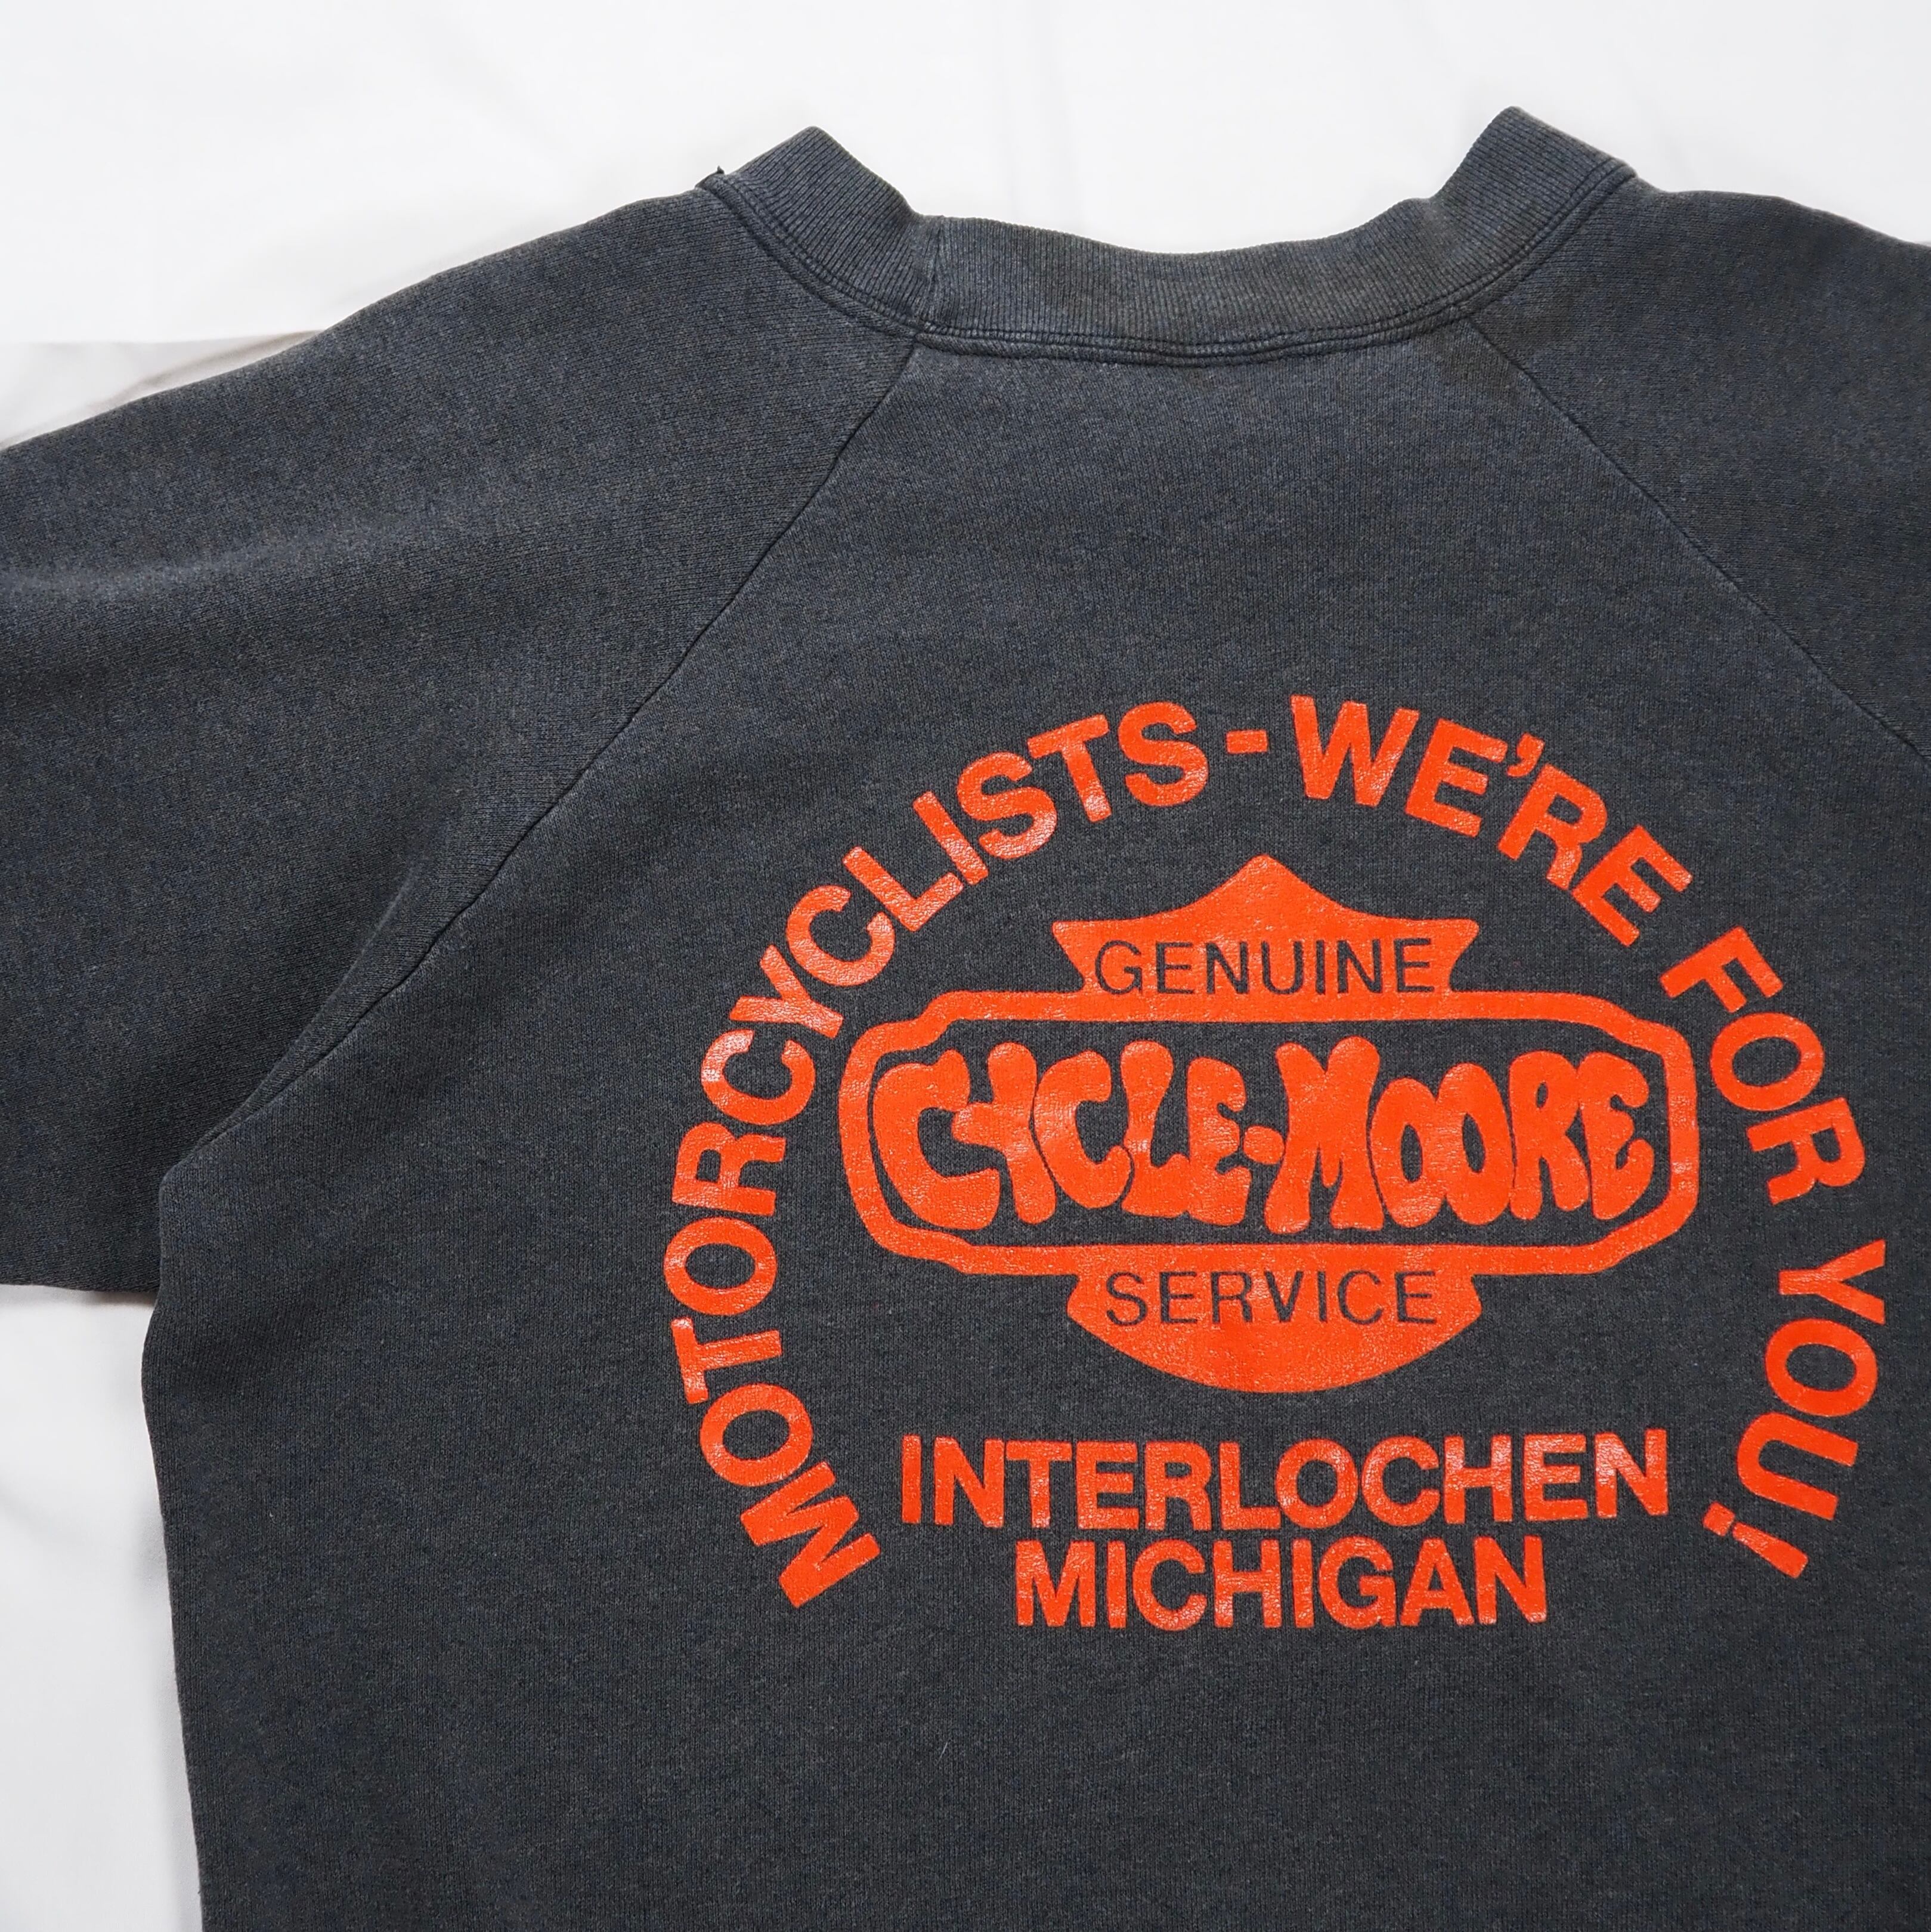 MOTORCYCLISTS - WE'RE FOR YOU!
GENUINE
CYCLE-MOORE
SERVICE
INTERLOCHEN
MICHIGAN